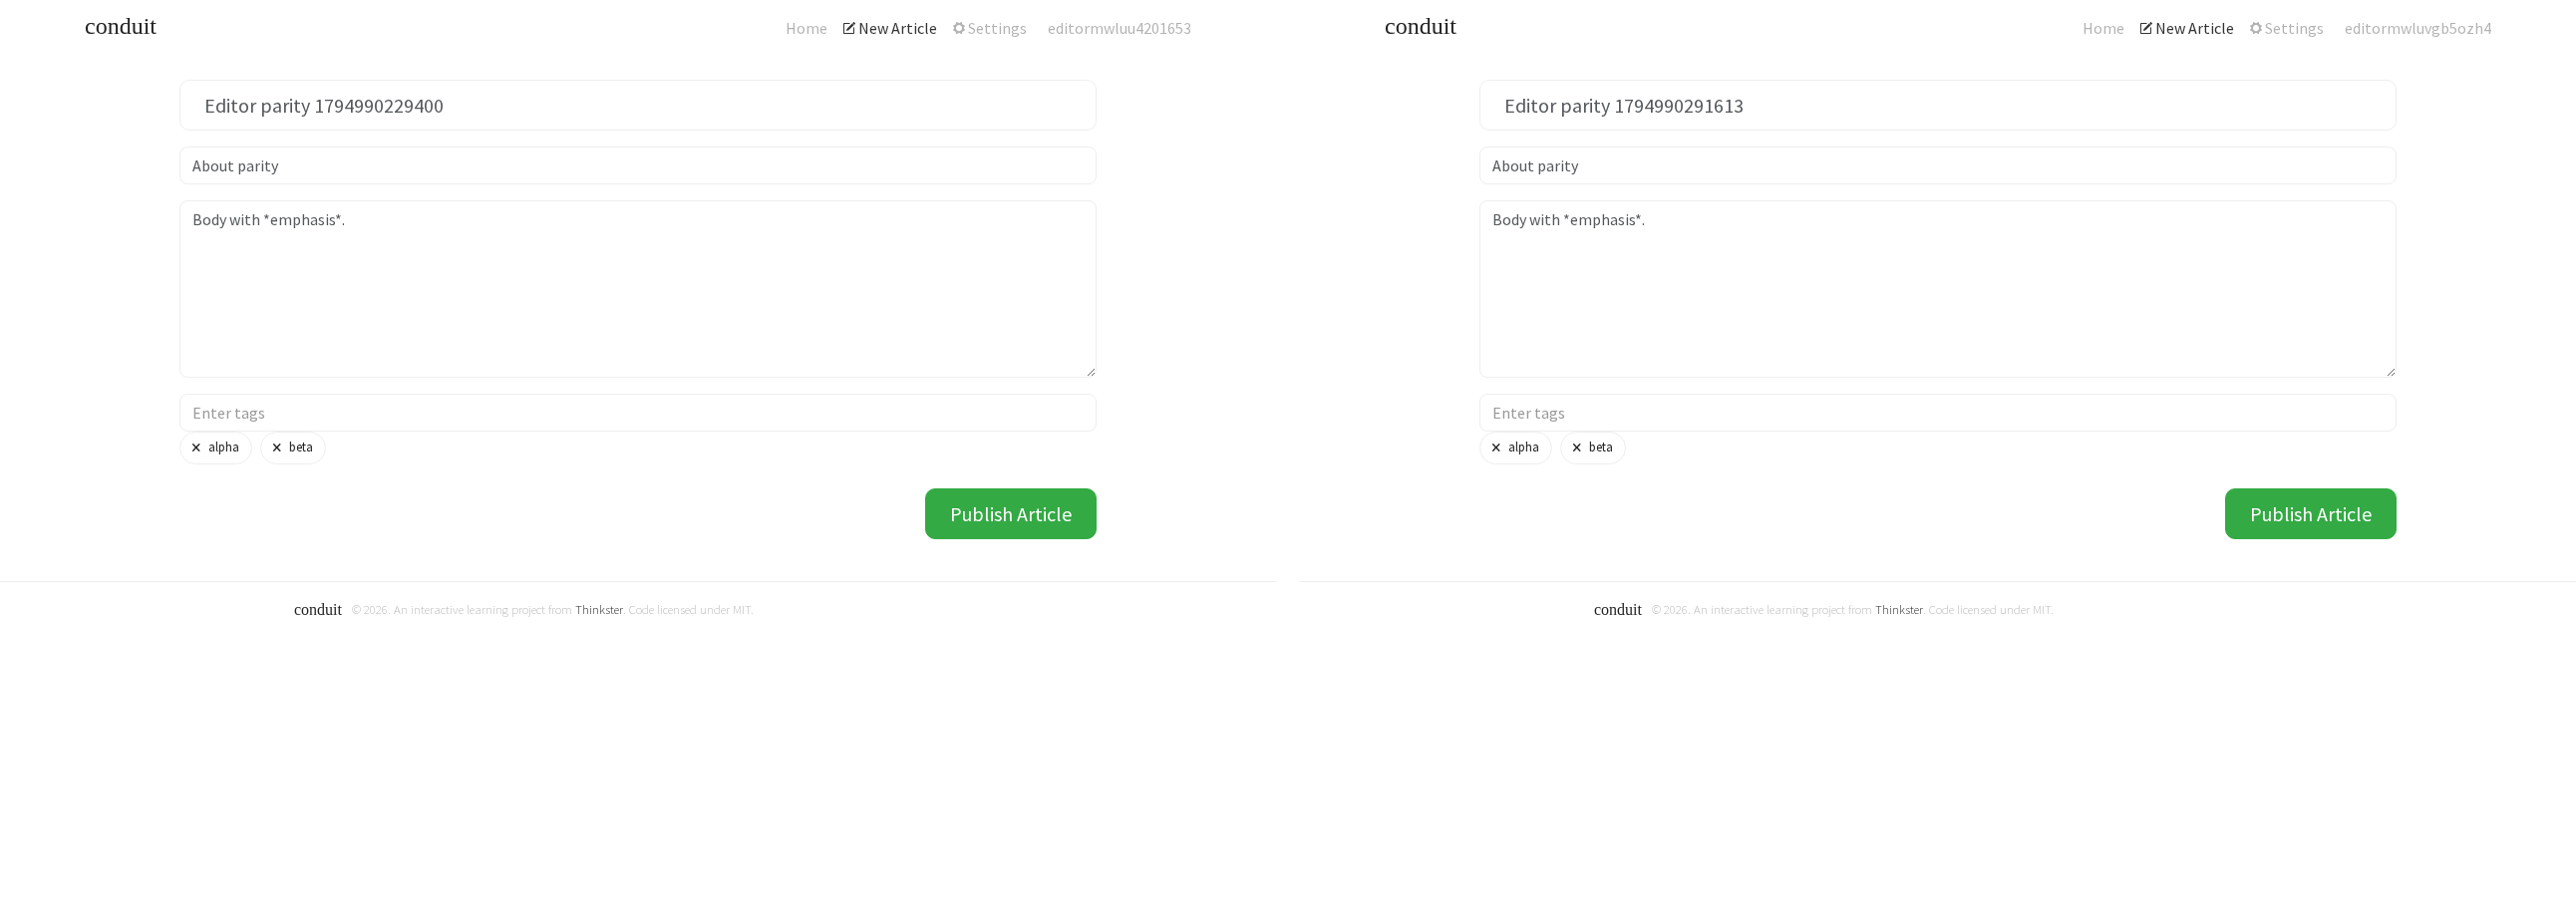 conduit
Home New Article Settings editormwluu4201653
Editor parity 1794990229400
About parity
Body with *emphasis*.
Enter tags
× alpha × beta
Publish Article
conduit © 2026. An interactive learning project from Thinkster. Code licensed under MIT.
conduit
Home New Article Settings editormwluvgb5ozh4
Editor parity 1794990291613
About parity
Body with *emphasis*.
Enter tags
× alpha × beta
Publish Article
conduit © 2026. An interactive learning project from Thinkster. Code licensed under MIT.